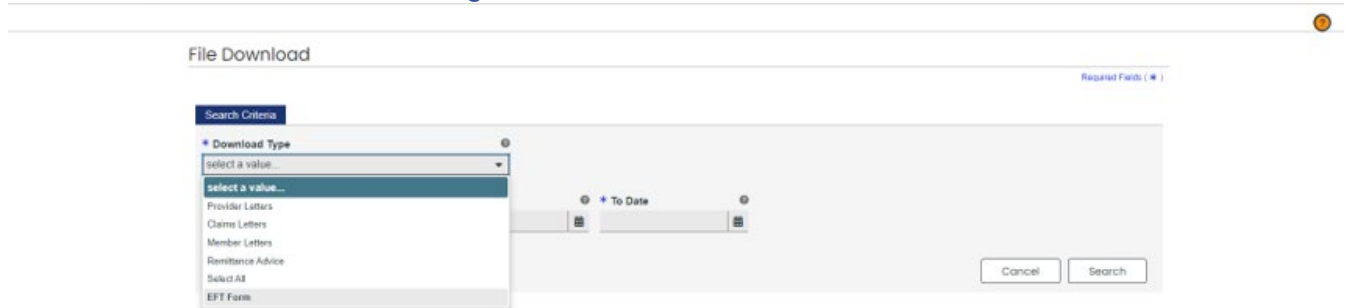 File Download
Required Fields ( * )
Search Criteria
* Download Type
select a value...
select a value...
Provider Letters
Claims Letters
Member Letters
Remittance Advice
Select All
EFT Form
* To Date
Cancel
Search